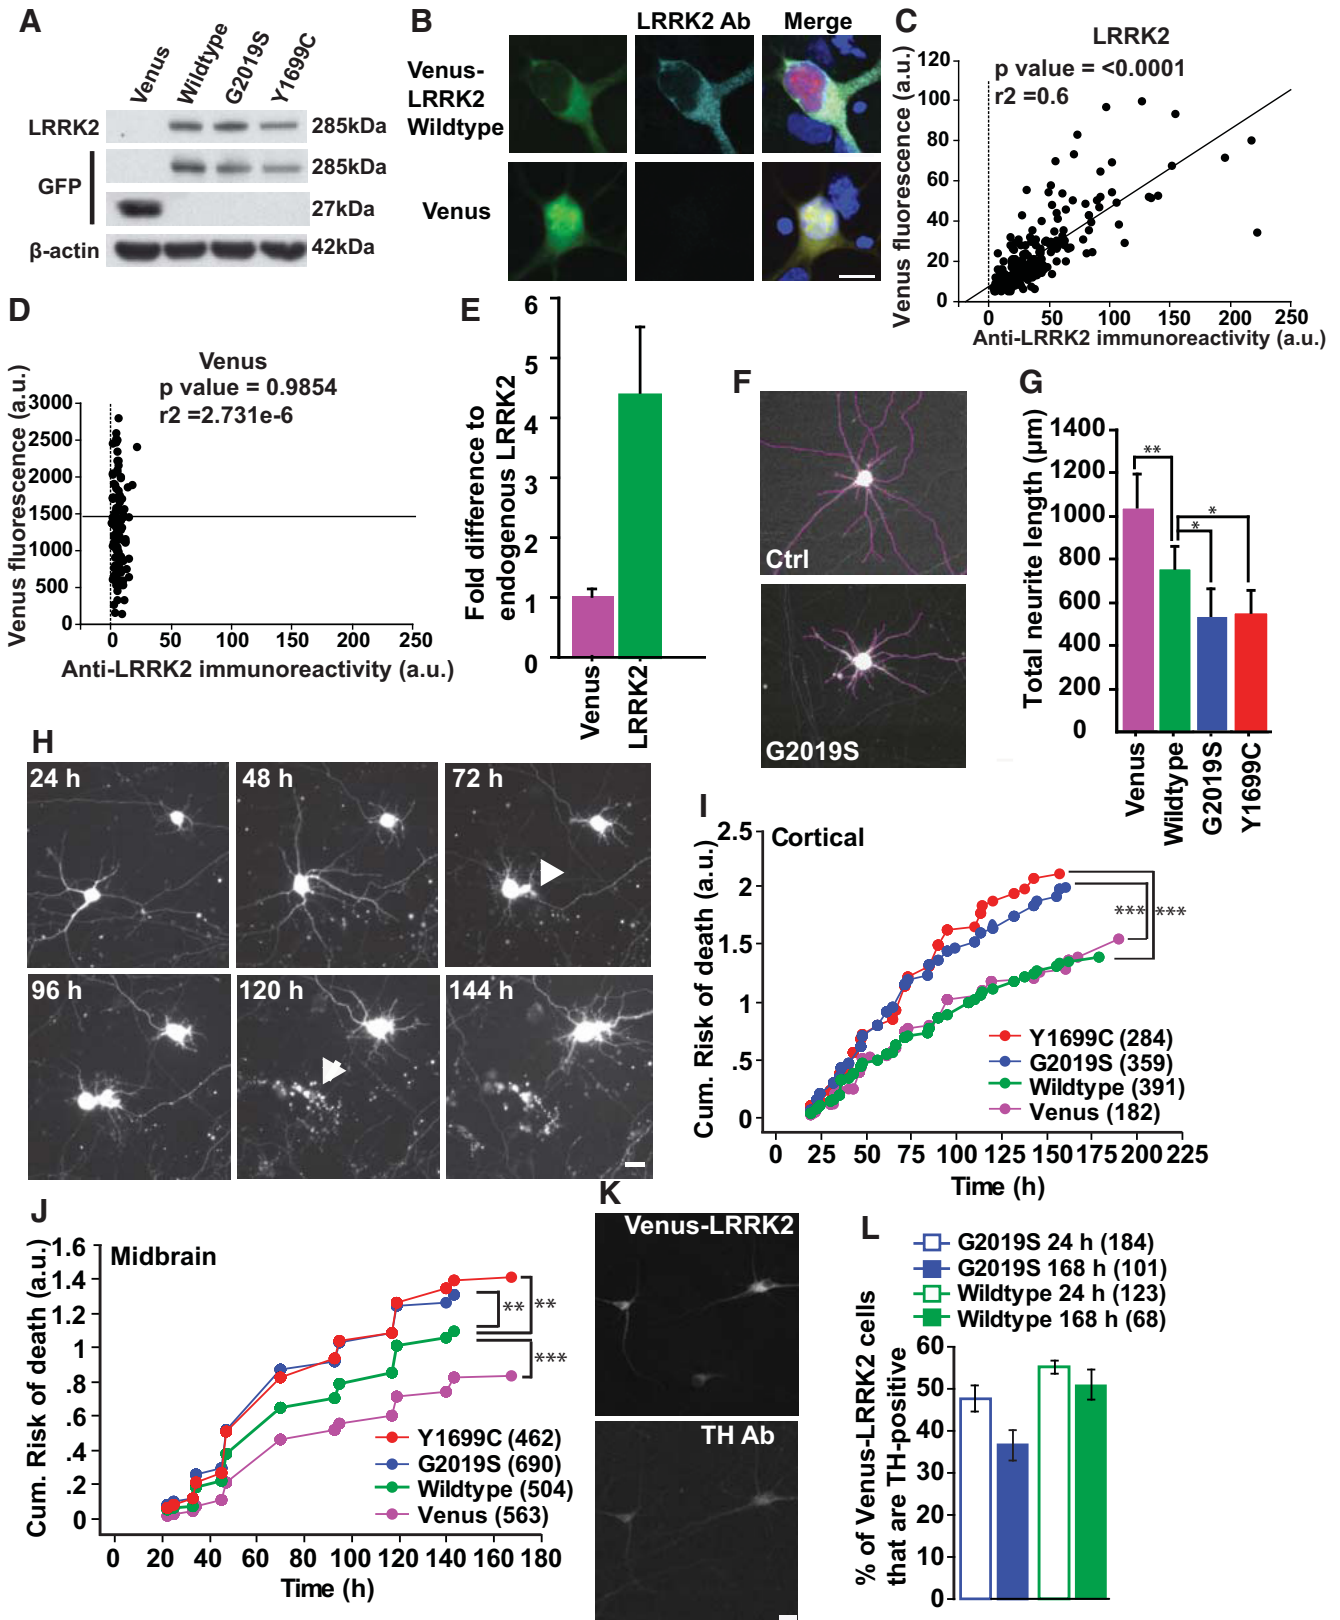 A
Venus
Wildtype
G2019S
Y1699C
LRRK2
285kDa
GFP
285kDa
27kDa
β-actin
42kDa
B
LRRK2 Ab
Merge
Venus-
LRRK2
Wildtype
Venus
C
LRRK2
p value = <0.0001
r2 =0.6
Venus fluorescence (a.u.)
120
100
80
60
40
20
0
0
50
100
150
200
250
Anti-LRRK2 immunoreactivity (a.u.)
D
Venus
p value = 0.9854
r2 =2.731e-6
Venus fluorescence (a.u.)
3000
2500
2000
1500
1000
500
0
0
50
100
150
200
250
Anti-LRRK2 immunoreactivity (a.u.)
E
Fold difference to
endogenous LRRK2
6
5
4
3
2
1
0
Venus
LRRK2
F
Ctrl
G2019S
G
Total neurite length (µm)
1400
1200
1000
800
600
400
200
0
**
*
*
Venus
Wildtype
G2019S
Y1699C
H
24 h
48 h
72 h
96 h
120 h
144 h
I
Cortical
Cum. Risk of death (a.u.)
2.5
2
1.5
1
.5
0
***
***
Y1699C (284)
G2019S (359)
Wildtype (391)
Venus (182)
0
25
50
75
100
125
150
175
200
225
Time (h)
J
Midbrain
Cum. Risk of death (a.u.)
1.6
1.4
1.2
1
.8
.6
.4
.2
0
**
**
***
Y1699C (462)
G2019S (690)
Wildtype (504)
Venus (563)
0
20
40
60
80
100
120
140
160
180
Time (h)
K
Venus-LRRK2
TH Ab
L
G2019S 24 h (184)
G2019S 168 h (101)
Wildtype 24 h (123)
Wildtype 168 h (68)
% of Venus-LRRK2 cells
that are TH-positive
60
50
40
30
20
10
0